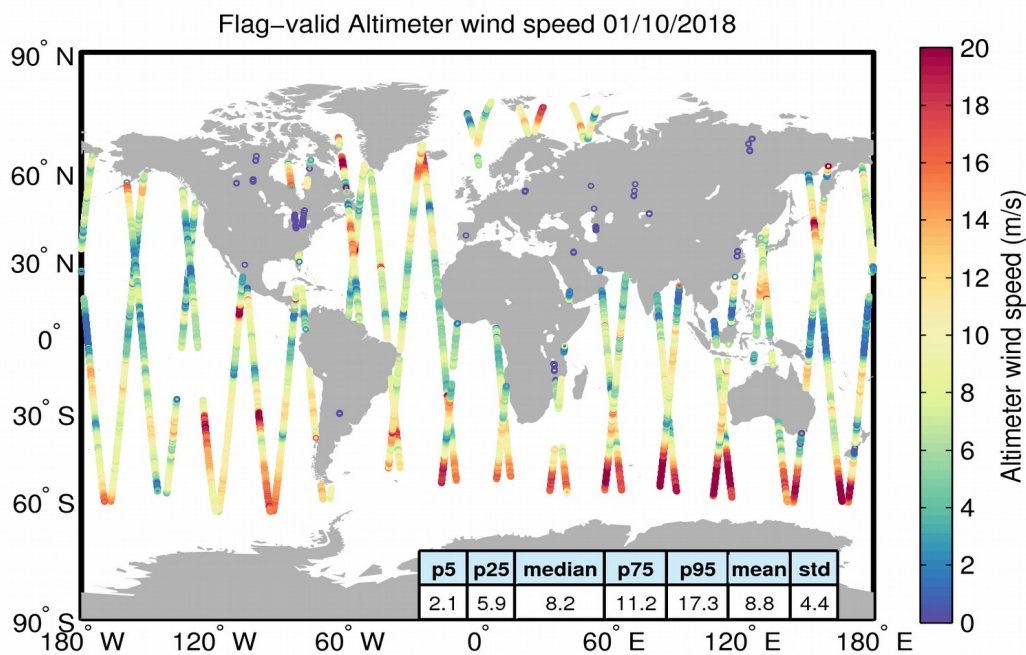 Flag-valid Altimeter wind speed 01/10/2018
90° N
60° N
30° N
0°
30° S
60° S
90° S
180° W
120° W
60° W
0°
60° E
120° E
180° E
p5 p25 median p75 p95 mean std
2.1 5.9 8.2 11.2 17.3 8.8 4.4
20
18
16
14
12
10
8
6
4
2
0
Altimeter wind speed (m/s)